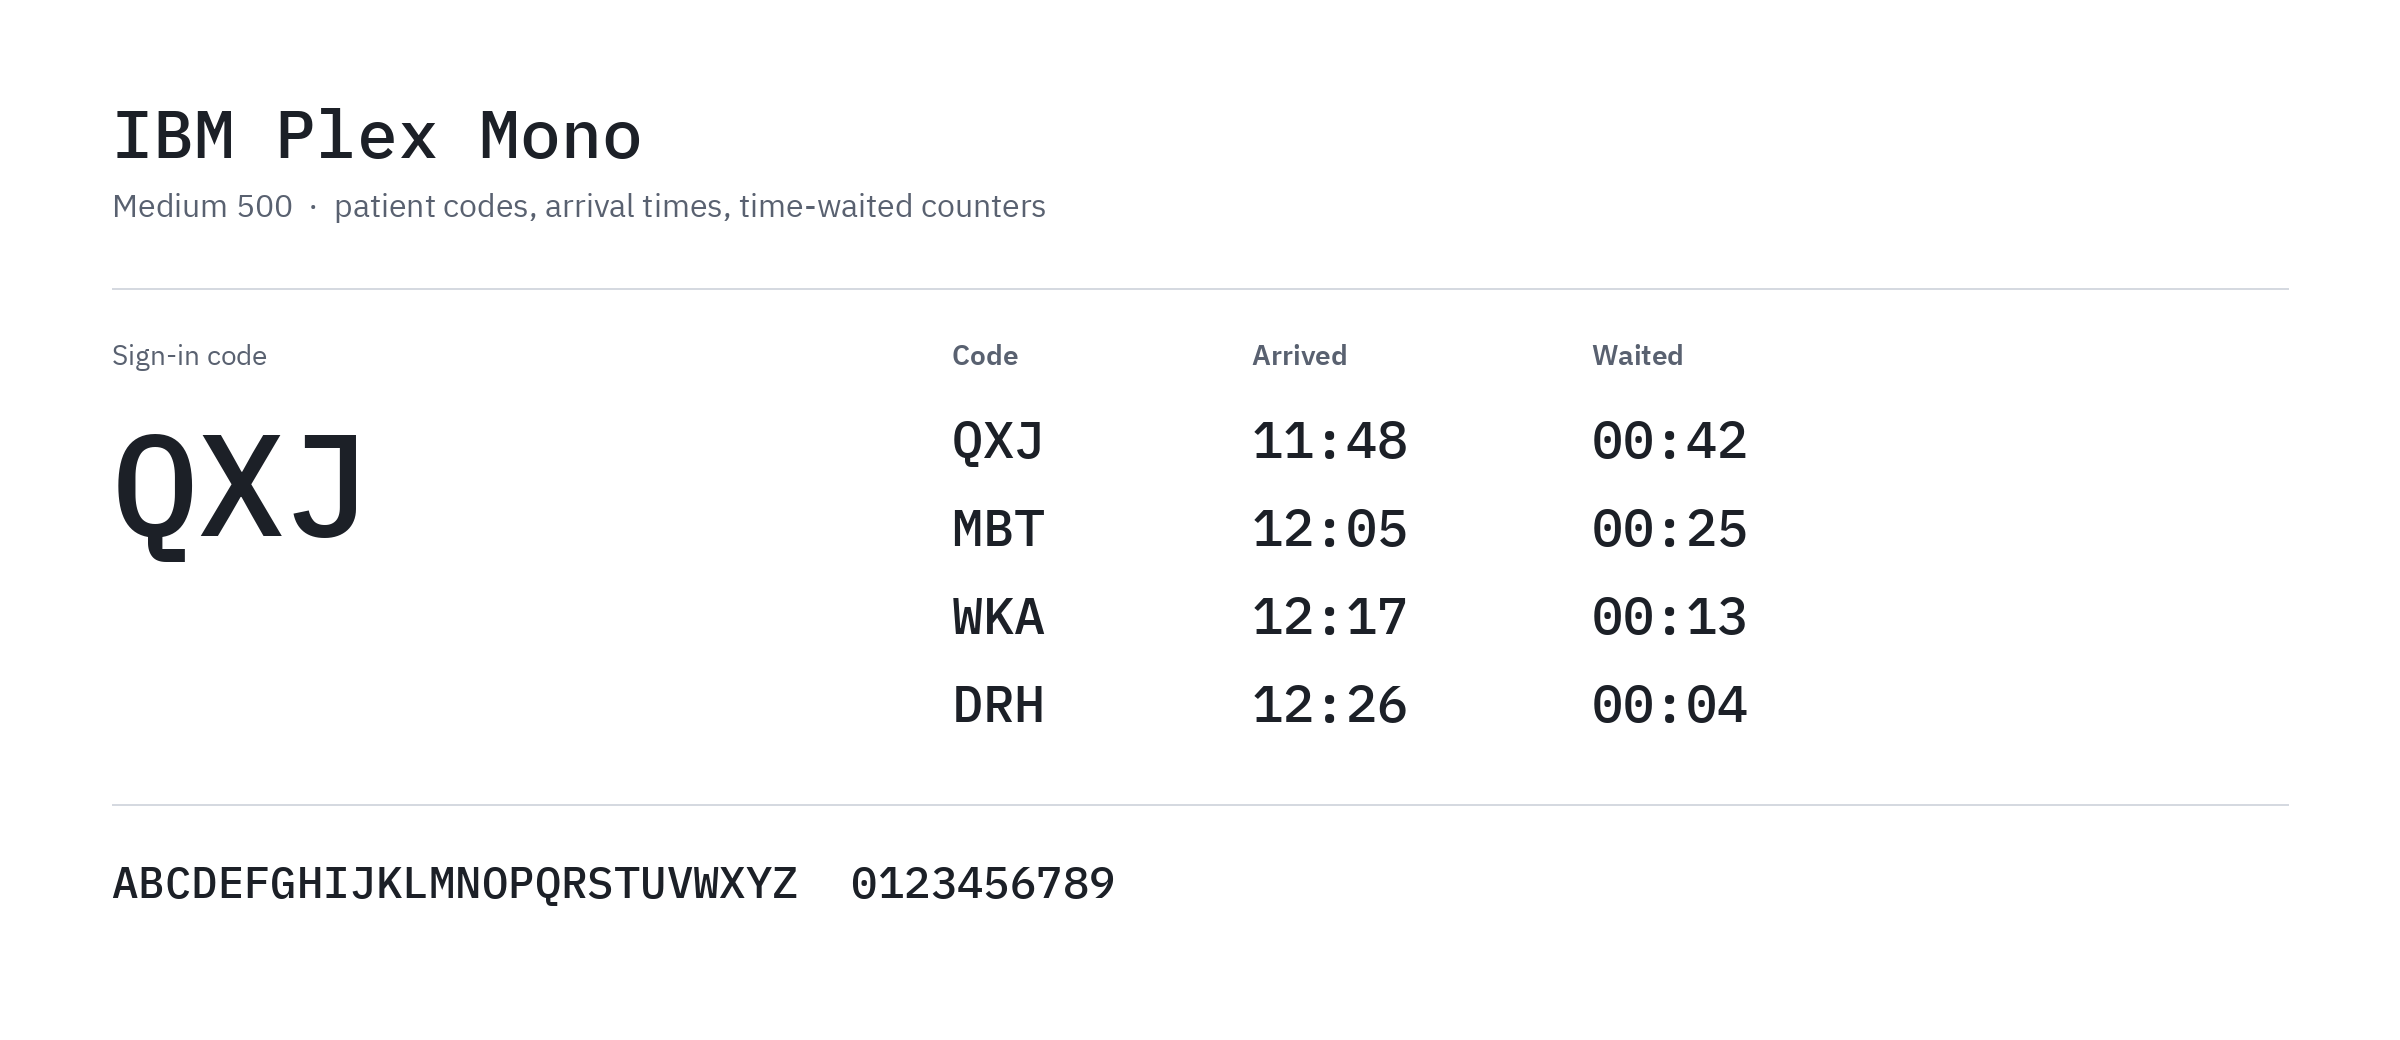 IBM Plex Mono
Medium 500 · patient codes, arrival times, time-waited counters
Sign-in code
QXJ
Code Arrived Waited
QXJ 11:48 00:42
MBT 12:05 00:25
WKA 12:17 00:13
DRH 12:26 00:04
ABCDEFGHIJKLMNOPQRSTUVWXYZ 0123456789